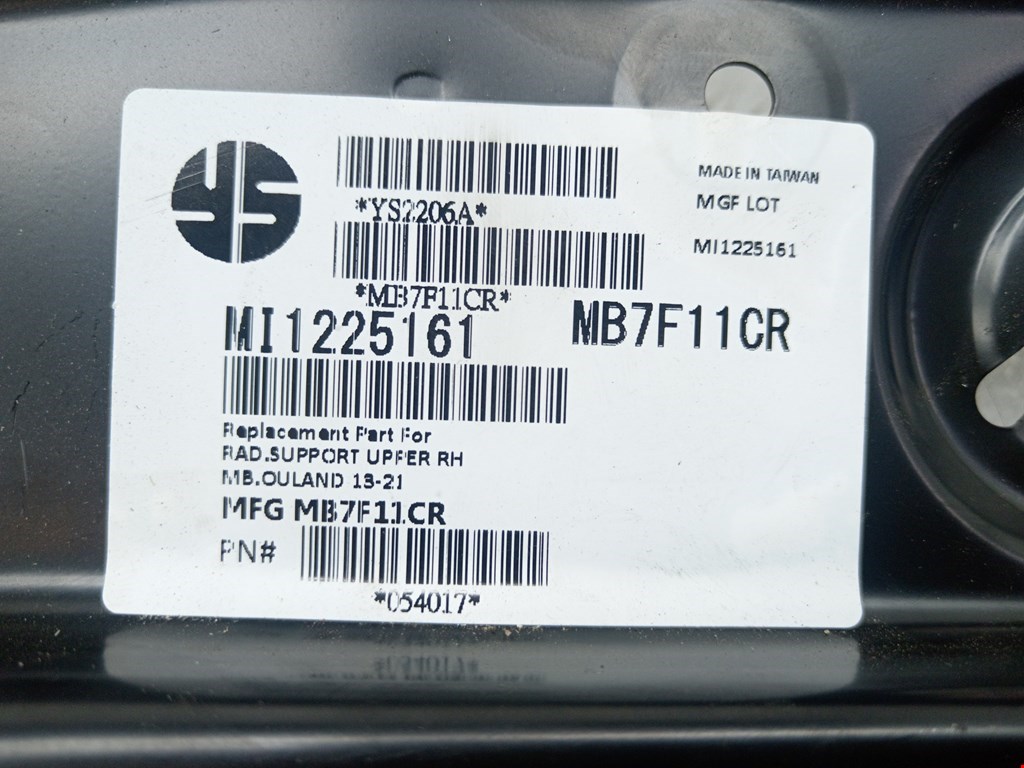 YS
*YS2206A*
*MB7F11CR*
MADE IN TAIWAN
MGF LOT
MI1225161
MI1225161
MB7F11CR
Replacement Part For
RAD.SUPPORT UPPER RH
MB.OULAND 13-21
MFG MB7F11CR
PN#
*054017*